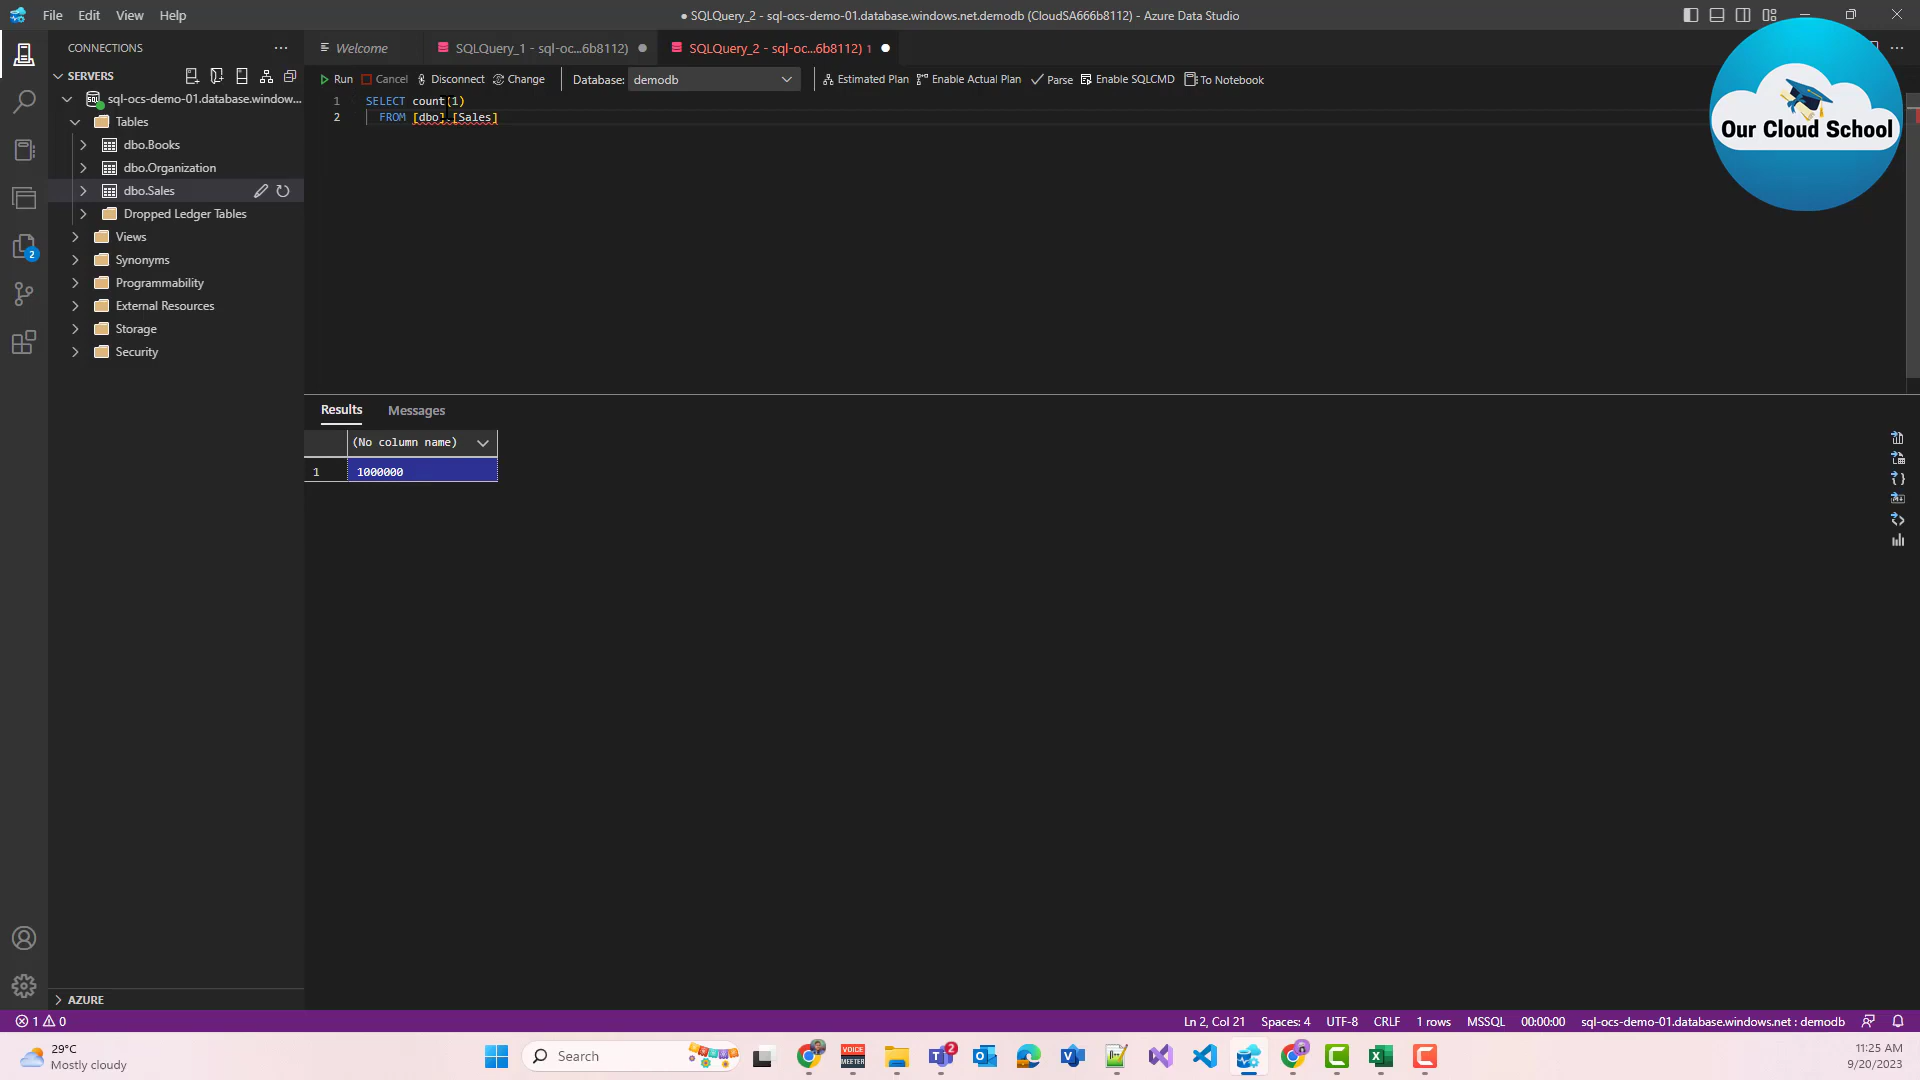 File Edit View Help
● SQLQuery_2 - sql-ocs-demo-01.database.windows.net.demodb (CloudSA666b8112) - Azure Data Studio
CONNECTIONS
Welcome
SQLQuery_1 - sql-oc...6b8112)
SQLQuery_2 - sql-oc...6b8112) 1
SERVERS
Run Cancel Disconnect Change Database: demodb Estimated Plan Enable Actual Plan Parse Enable SQLCMD To Notebook
sql-ocs-demo-01.database.window...
Tables
dbo.Books
dbo.Organization
dbo.Sales
Dropped Ledger Tables
Views
Synonyms
Programmability
External Resources
Storage
Security
2
1 SELECT count(1)
2 FROM [dbo].[Sales]
Our Cloud School
Results Messages
(No column name)
1 1000000
AZURE
1 0
Ln 2, Col 21 Spaces: 4 UTF-8 CRLF 1 rows MSSQL 00:00:00 sql-ocs-demo-01.database.windows.net : demodb
29°C
Mostly cloudy
Search
VOICE
MEETER
2
11:25 AM
9/20/2023